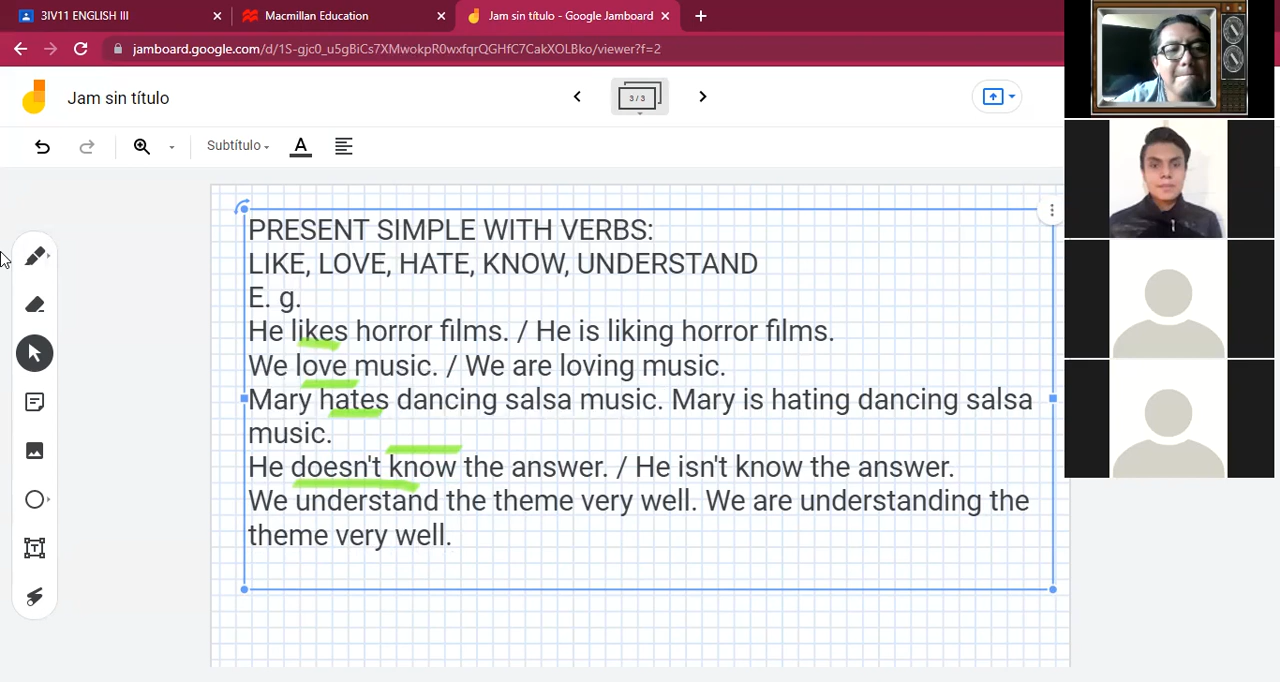 3IV11 ENGLISH III
Macmillan Education
Jam sin título - Google Jamboard
jamboard.google.com/d/1S-gjc0_u5gBiCs7XMwokpR0wxfqrQGHfC7CakXOLBko/viewer?f=2
Jam sin título
3 / 3
Subtítulo
A
PRESENT SIMPLE WITH VERBS:
LIKE, LOVE, HATE, KNOW, UNDERSTAND
E. g.
He likes horror films. / He is liking horror films.
We love music. / We are loving music.
Mary hates dancing salsa music. Mary is hating dancing salsa
music.
He doesn't know the answer. / He isn't know the answer.
We understand the theme very well. We are understanding the
theme very well.